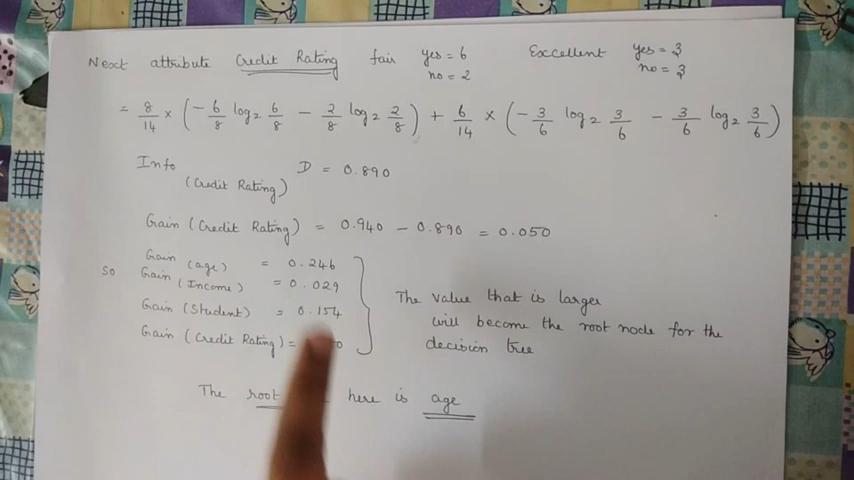 Next attribute Credit Rating fair yes = 6 Excellent yes = 3
no = 2 no = 3
= 8/14 × (-6/8 log₂ 6/8 - 2/8 log₂ 2/8) + 6/14 × (-3/6 log₂ 3/6 - 3/6 log₂ 3/6)
Info (Credit Rating) D = 0.890
Gain (Credit Rating) = 0.940 - 0.890 = 0.050
So Gain (age) = 0.246
Gain (Income) = 0.029
Gain (Student) = 0.154
Gain (Credit Rating) =
The value that is larger
will become the root node for the
decision tree
The root here is age